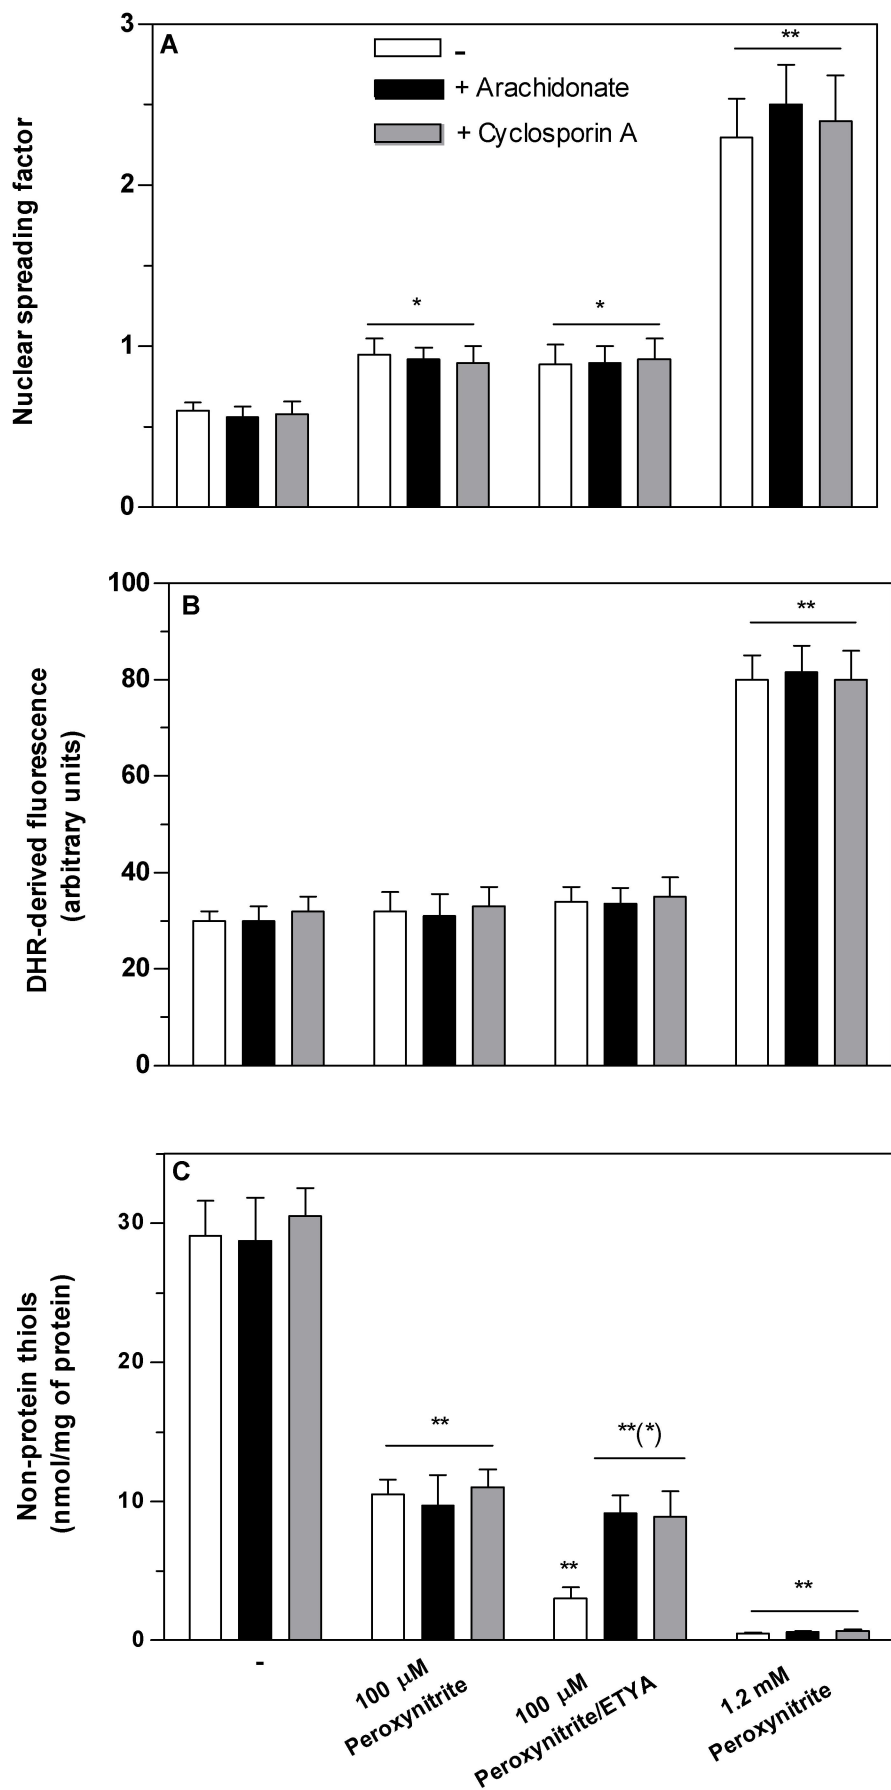 A
-
+ Arachidonate
+ Cyclosporin A
**
*
*
3
2
1
0
Nuclear spreading factor
B
**
100
80
60
40
20
0
DHR-derived fluorescence
(arbitrary units)
C
**
**(*)
**
**
30
20
10
0
Non-protein thiols
(nmol/mg of protein)
-
100 µM
Peroxynitrite
100 µM
Peroxynitrite/ETYA
1.2 mM
Peroxynitrite